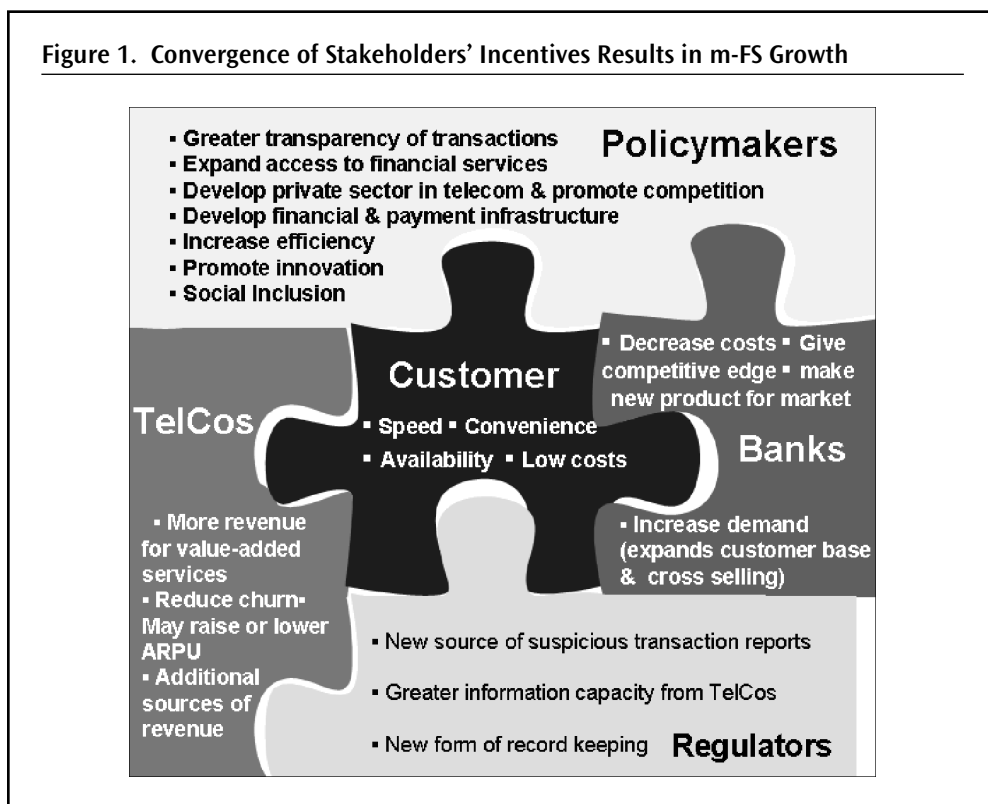 Figure 1. Convergence of Stakeholders’ Incentives Results in m-FS Growth
Policymakers
▪ Greater transparency of transactions
▪ Expand access to financial services
▪ Develop private sector in telecom & promote competition
▪ Develop financial & payment infrastructure
▪ Increase efficiency
▪ Promote innovation
▪ Social Inclusion
Customer
▪ Speed ▪ Convenience
▪ Availability ▪ Low costs
TelCos
▪ More revenue
for value-added
services
▪ Reduce churn▪
May raise or lower
ARPU
▪ Additional
sources of
revenue
▪ Decrease costs ▪ Give
competitive edge ▪ make
new product for market
Banks
▪ Increase demand
(expands customer base
& cross selling)
▪ New source of suspicious transaction reports
▪ Greater information capacity from TelCos
▪ New form of record keeping
Regulators